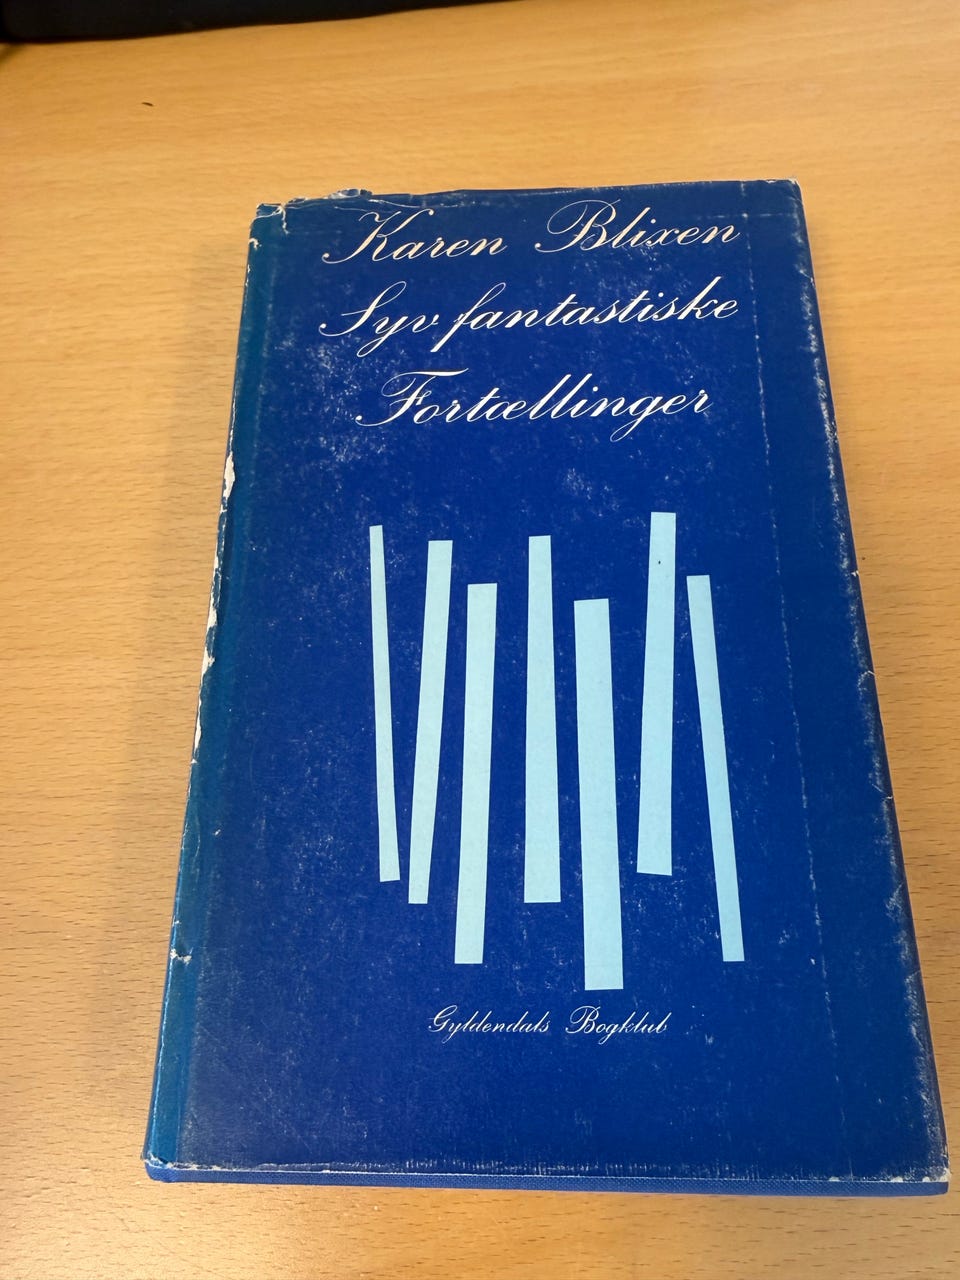 Karen Blixen
Syv fantastiske
Fortællinger
Gyldendals Bogklub